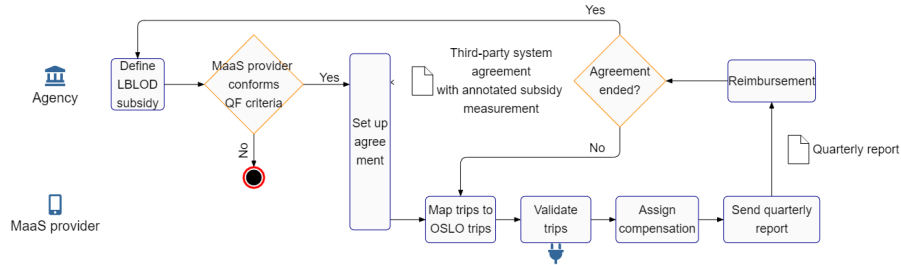 Yes
Agency
Define
LBLOD
subsidy
MaaS provider
conforms
QF criteria
Yes
No
Set up
agree
ment
<
Third-party system
agreement
with annotated subsidy
measurement
Agreement
ended?
No
Reimbursement
Quarterly report
MaaS provider
Map trips to
OSLO trips
Validate
trips
Assign
compensation
Send quarterly
report